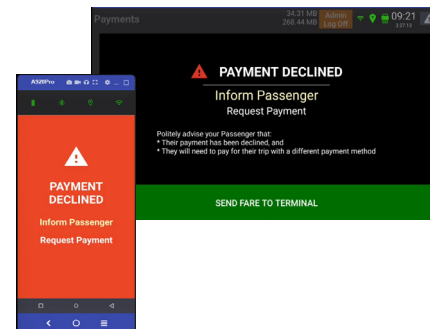 Payments
34.31 MB
268.44 MB
Admin
Log Off
09:21
PAYMENT DECLINED
Inform Passenger
Request Payment
Politely advise your Passenger that:
* Their payment has been declined, and
* They will need to pay for their trip with a different payment method
SEND FARE TO TERMINAL
A920Pro
PAYMENT
DECLINED
Inform Passenger
Request Payment